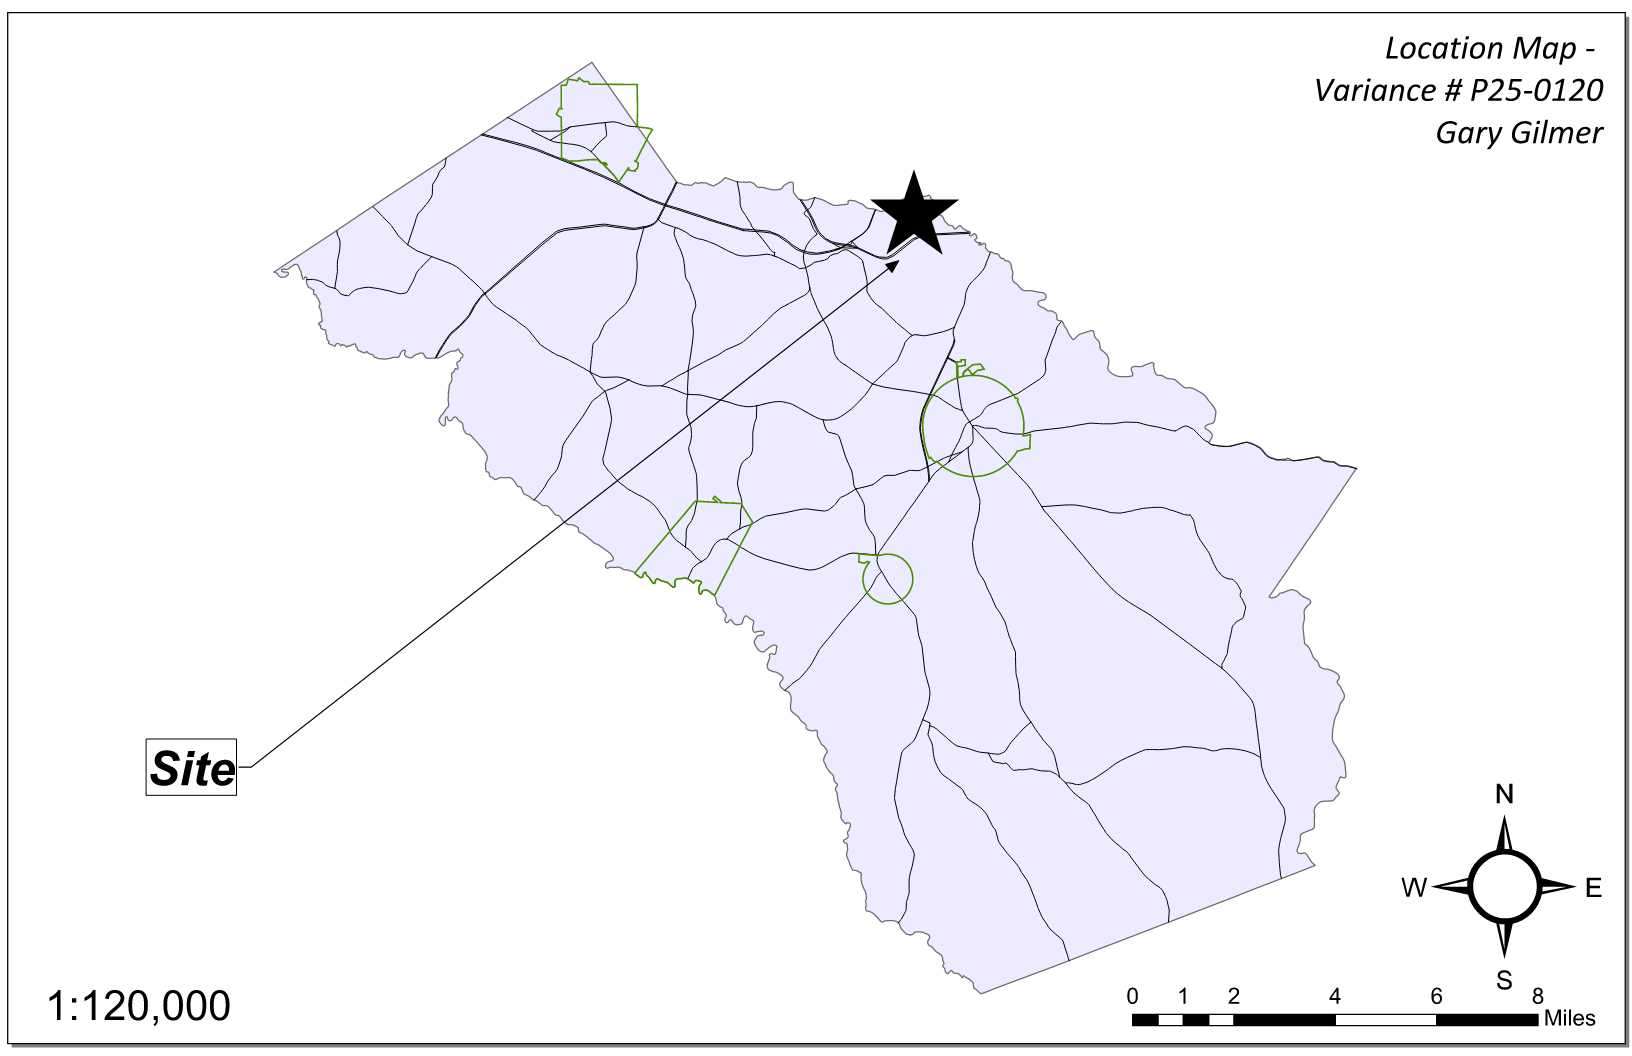 Location Map -
Variance # P25-0120
Gary Gilmer
Site
N
W E
S
1:120,000
0 1 2 4 6 8
Miles